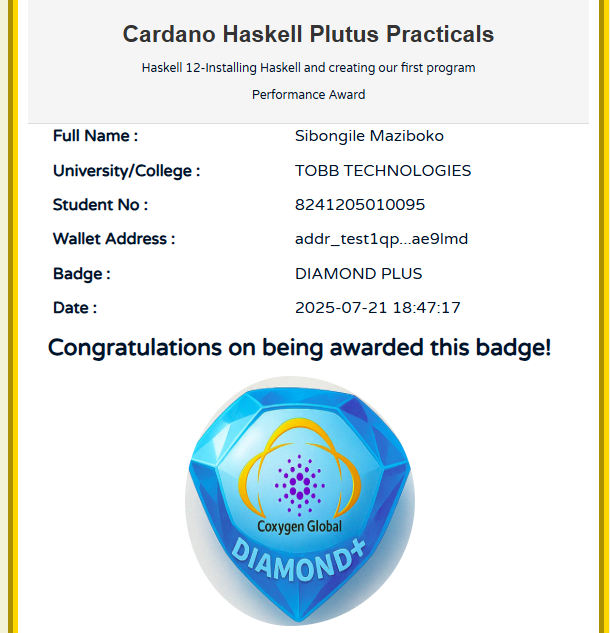 Cardano Haskell Plutus Practicals
Haskell 12-Installing Haskell and creating our first program
Performance Award
Full Name : Sibongile Maziboko
University/College : TOBB TECHNOLOGIES
Student No : 8241205010095
Wallet Address : addr_test1qp...ae9lmd
Badge : DIAMOND PLUS
Date : 2025-07-21 18:47:17
Congratulations on being awarded this badge!
Coxygen Global
DIAMOND+